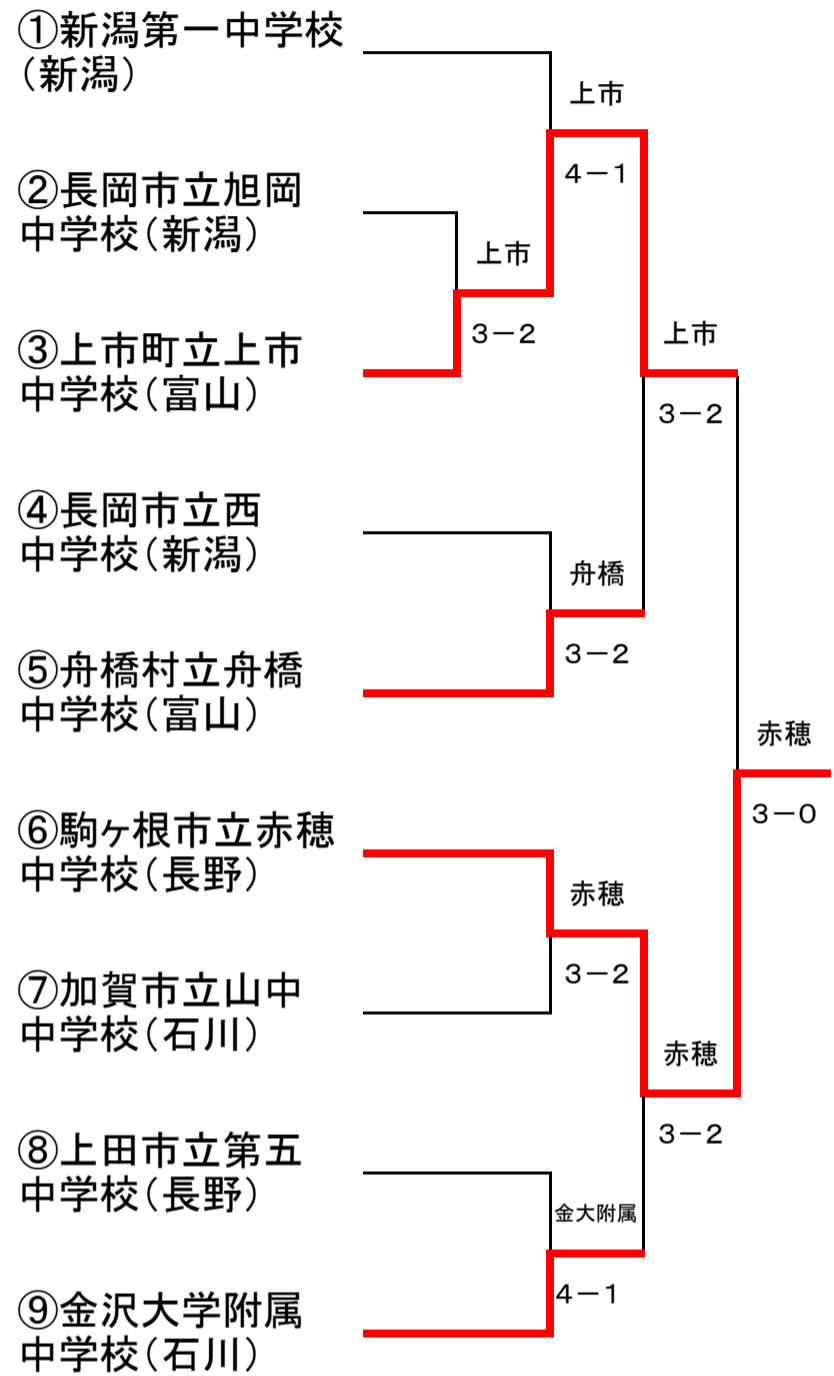 ①新潟第一中学校
（新潟）
上市
4－1
②長岡市立旭岡
中学校（新潟）
上市
3－2
③上市町立上市
中学校（富山）
上市
3－2
④長岡市立西
中学校（新潟）
舟橋
3－2
⑤舟橋村立舟橋
中学校（富山）
赤穂
3－0
⑥駒ヶ根市立赤穂
中学校（長野）
赤穂
3－2
⑦加賀市立山中
中学校（石川）
赤穂
3－2
⑧上田市立第五
中学校（長野）
金大附属
4－1
⑨金沢大学附属
中学校（石川）